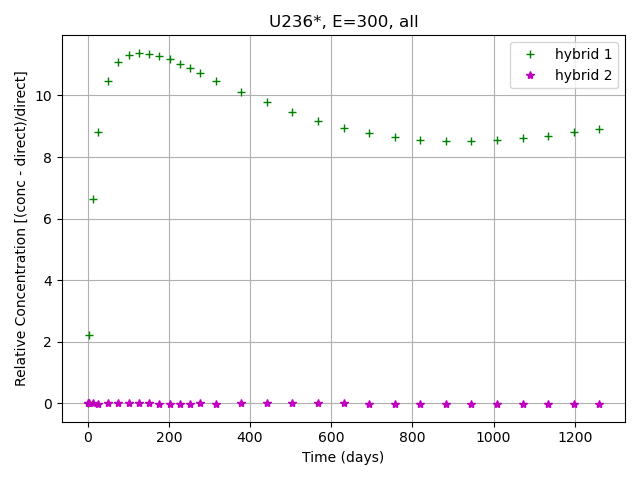 U236*, E=300, all
hybrid 1
hybrid 2
Relative Concentration [(conc - direct)/direct]
10
8
6
4
2
0
0 200 400 600 800 1000 1200
Time (days)